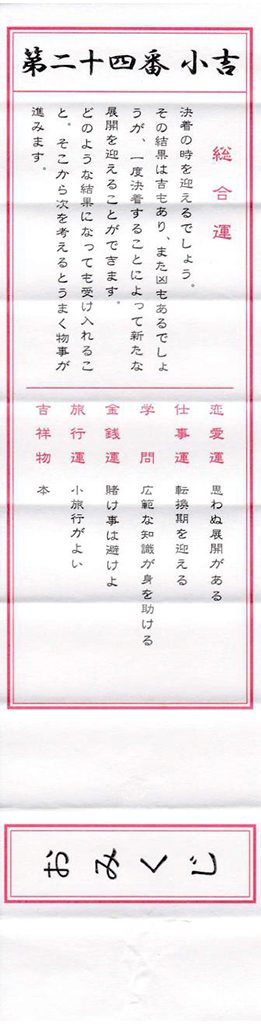 第二十四番 小吉
総合運
決着の時を迎えるでしょう。
その結果は吉もあり、また凶もあるでしょ
うが、一度決着することによって新たな
展開を迎えることができます。
どのような結果になっても受け入れるこ
と。そこから次を考えるとうまく物事が
進みます。
恋愛運 思わぬ展開がある
仕事運 転換期を迎える
学問 広範な知識が身を助ける
金銭運 賭け事は避けよ
旅行運 小旅行がよい
吉祥物 本
おみくじ